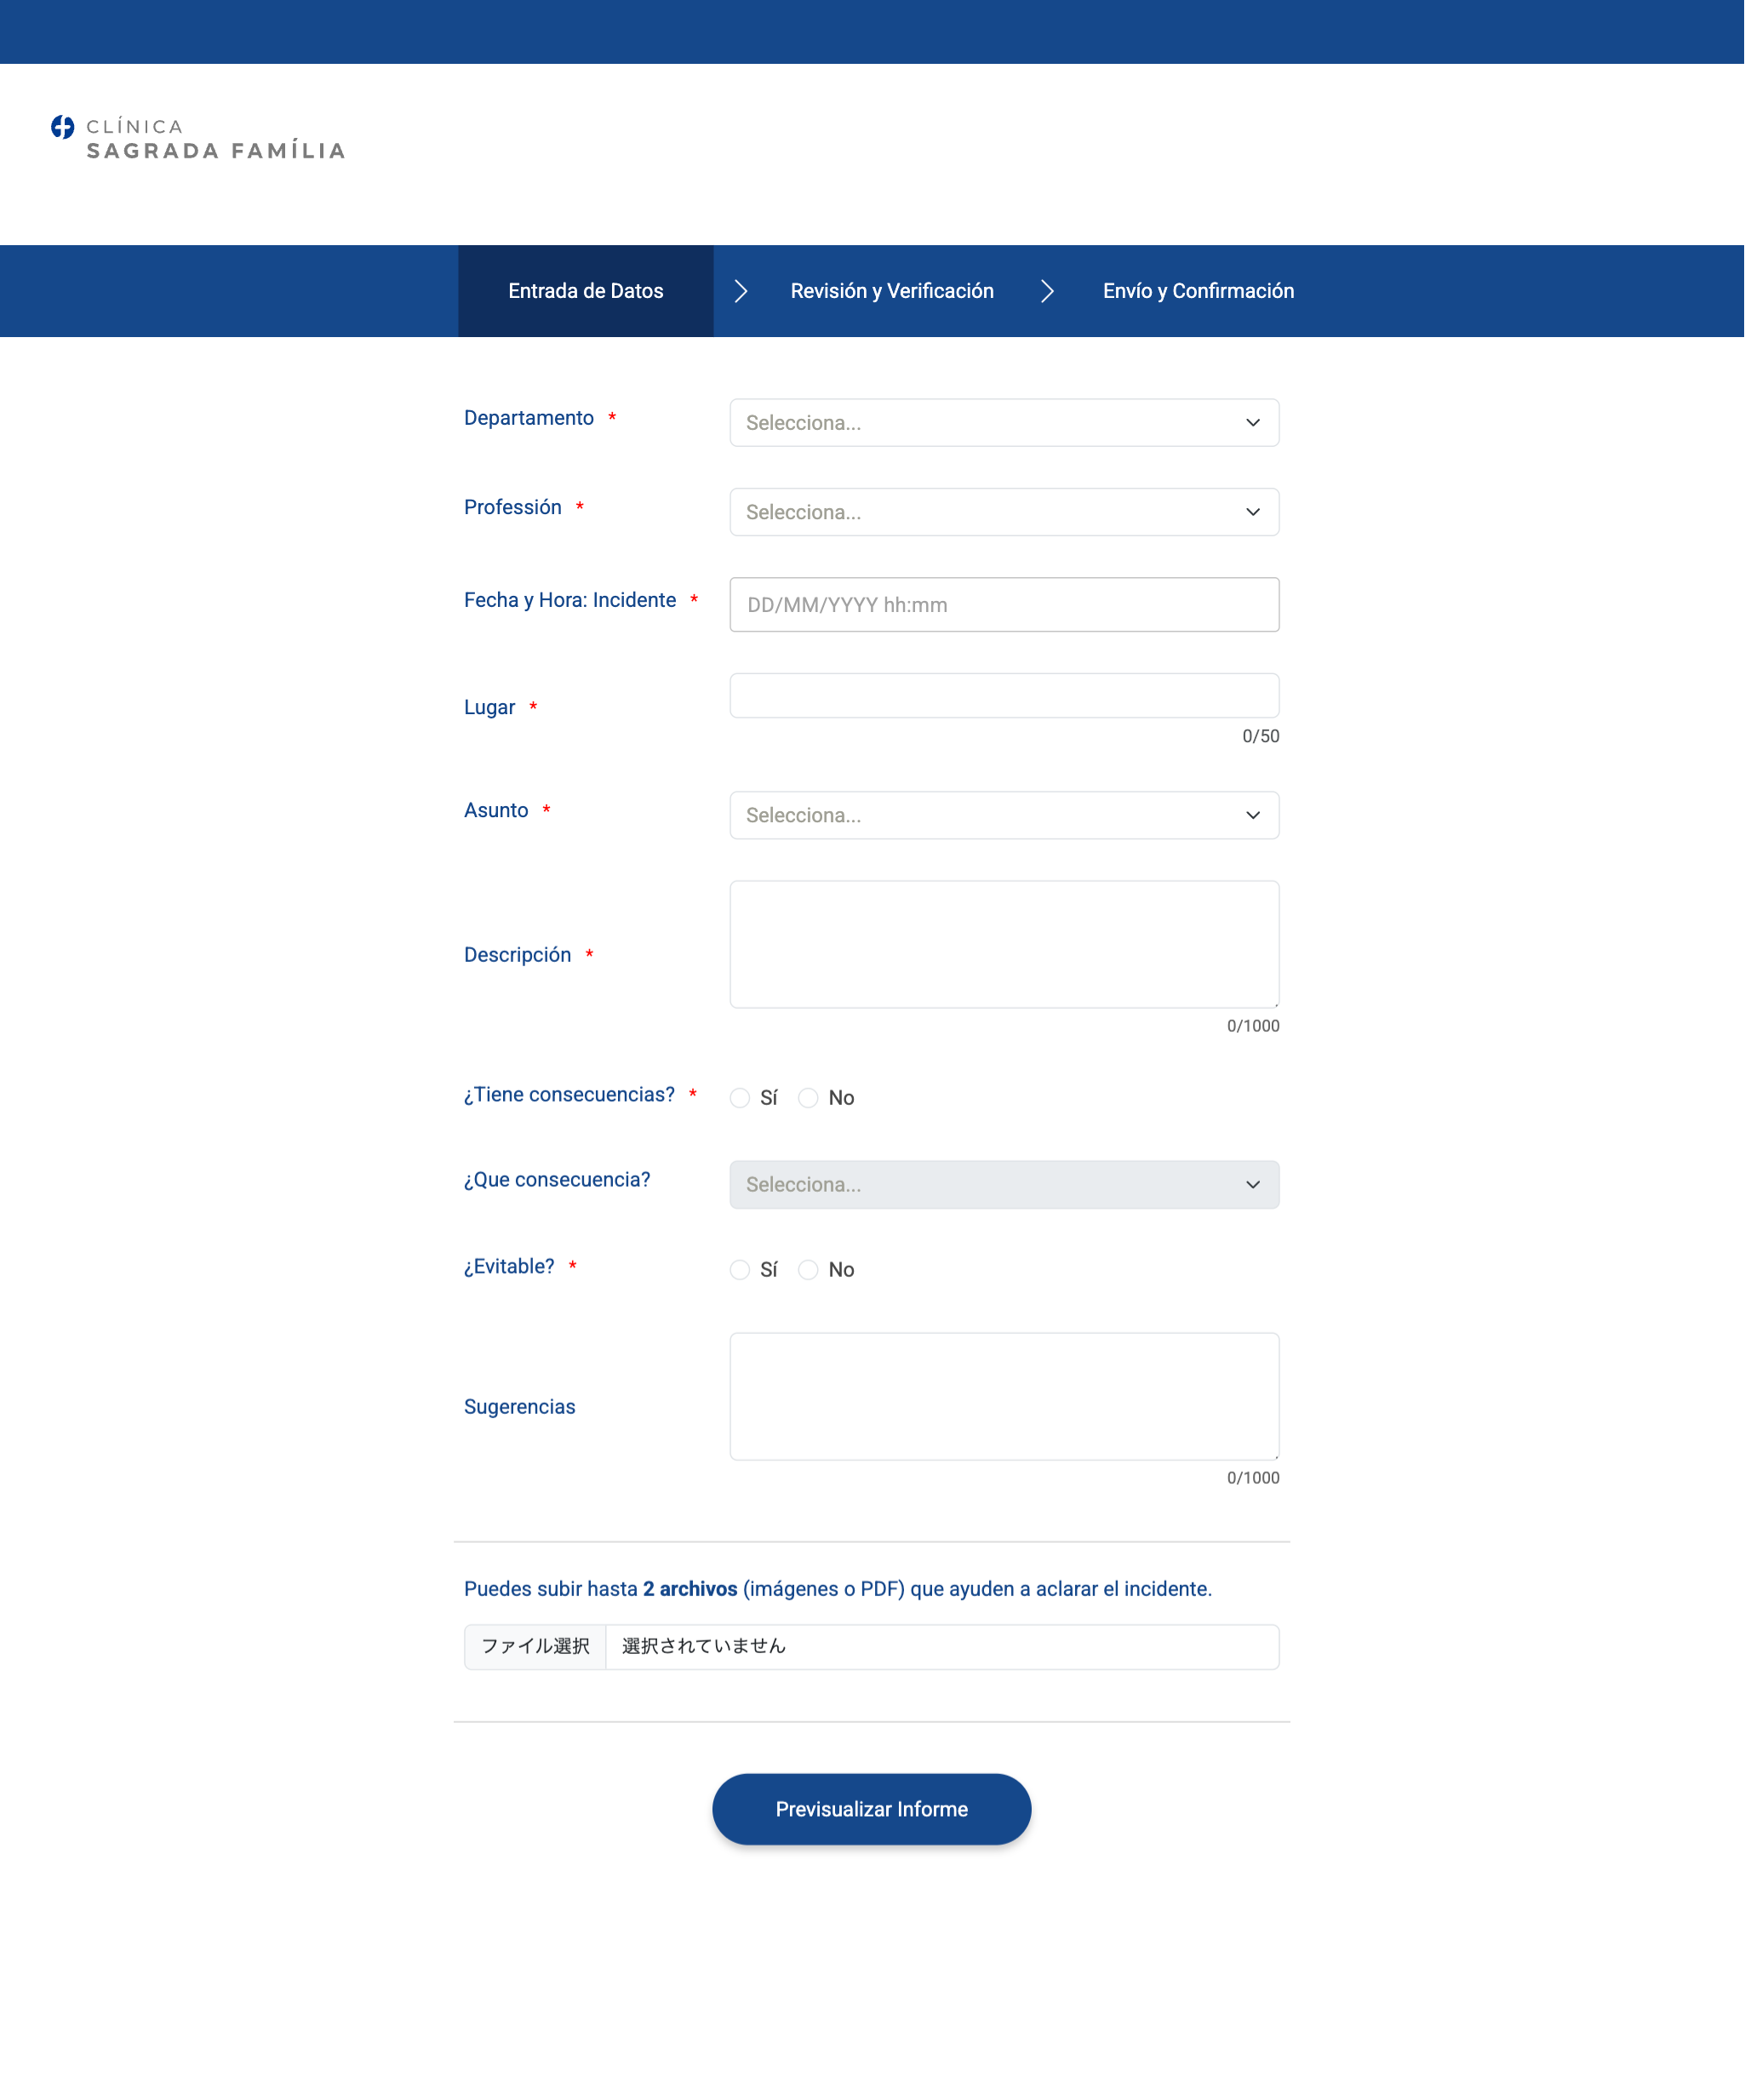 CLÍNICA
SAGRADA FAMÍLIA
Entrada de Datos
Revisión y Verificación
Envío y Confirmación
Departamento *
Selecciona...
Professión *
Selecciona...
Fecha y Hora: Incidente *
DD/MM/YYYY hh:mm
Lugar *
0/50
Asunto *
Selecciona...
Descripción *
0/1000
¿Tiene consecuencias? *
Sí No
¿Que consecuencia?
Selecciona...
¿Evitable? *
Sí No
Sugerencias
0/1000
Puedes subir hasta 2 archivos (imágenes o PDF) que ayuden a aclarar el incidente.
ファイル選択 選択されていません
Previsualizar Informe